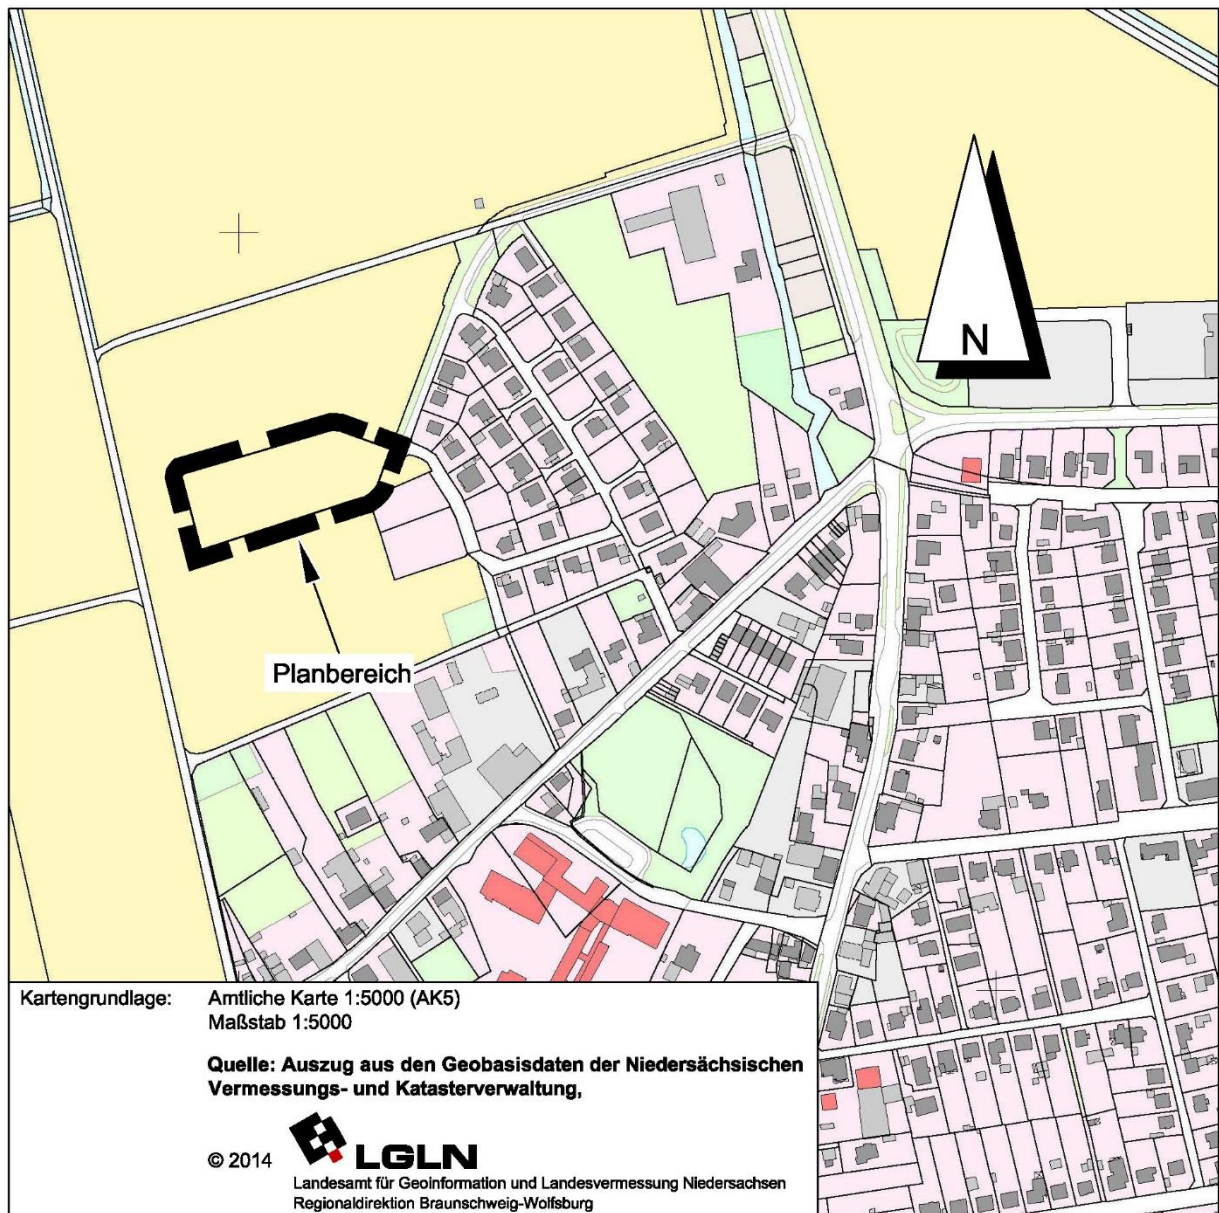 N
Planbereich
Kartengrundlage: Amtliche Karte 1:5000 (AK5)
Maßstab 1:5000
Quelle: Auszug aus den Geobasisdaten der Niedersächsischen
Vermessungs- und Katasterverwaltung,
© 2014 LGLN
Landesamt für Geoinformation und Landesvermessung Niedersachsen
Regionaldirektion Braunschweig-Wolfsburg